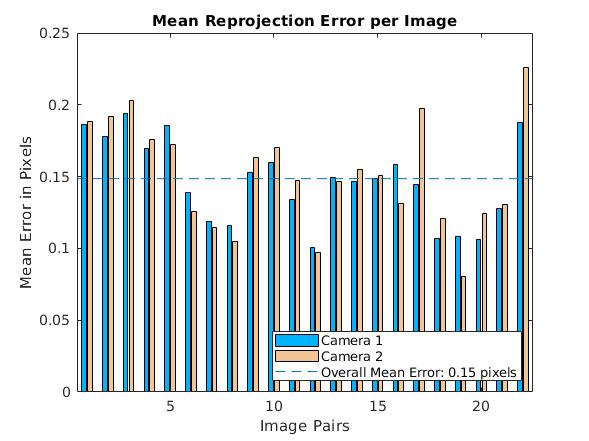 Mean Reprojection Error per Image
0.25
0.2
0.15
0.1
0.05
0
Mean Error in Pixels
Camera 1
Camera 2
Overall Mean Error: 0.15 pixels
5 10 15 20
Image Pairs